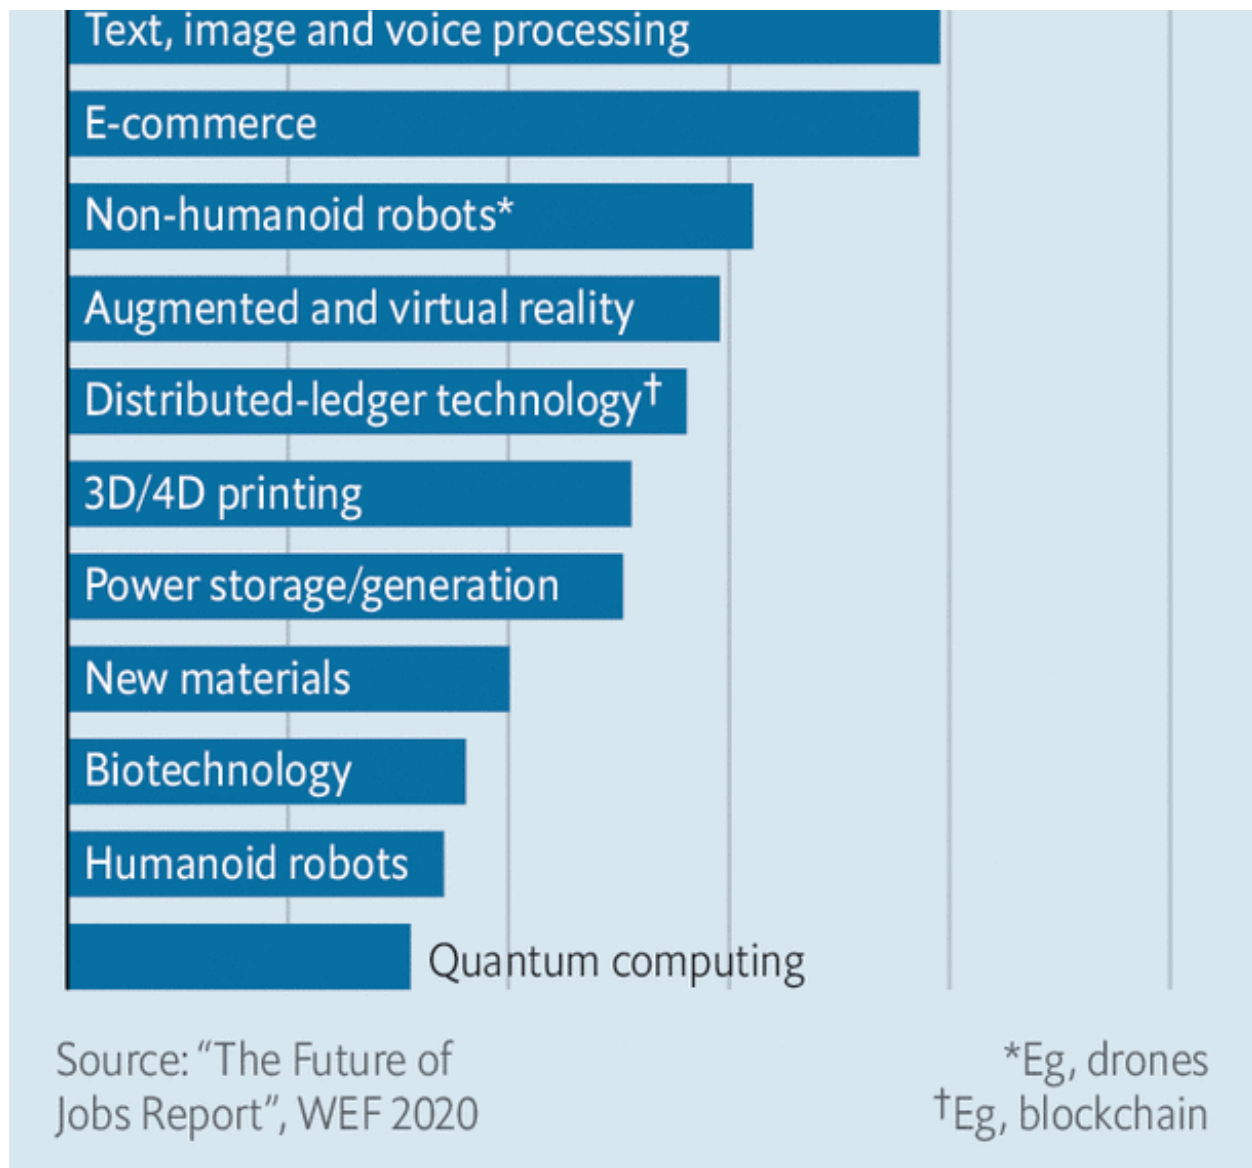 Text, image and voice processing
E-commerce
Non-humanoid robots*
Augmented and virtual reality
Distributed-ledger technology†
3D/4D printing
Power storage/generation
New materials
Biotechnology
Humanoid robots
Quantum computing
Source: “The Future of
Jobs Report”, WEF 2020
*Eg, drones
†Eg, blockchain